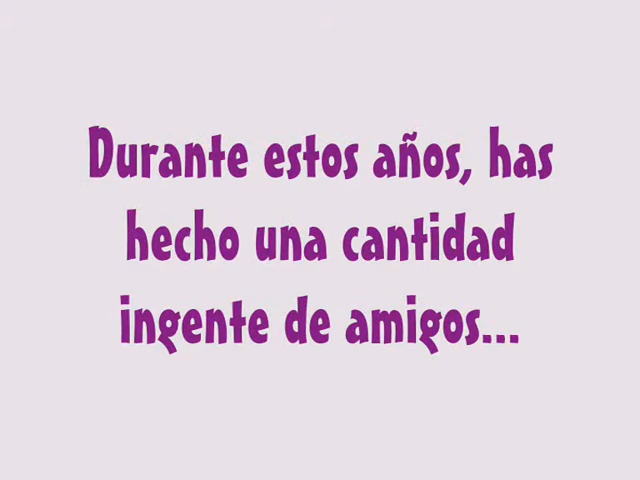 Durante estos años, has
hecho una cantidad
ingente de amigos...